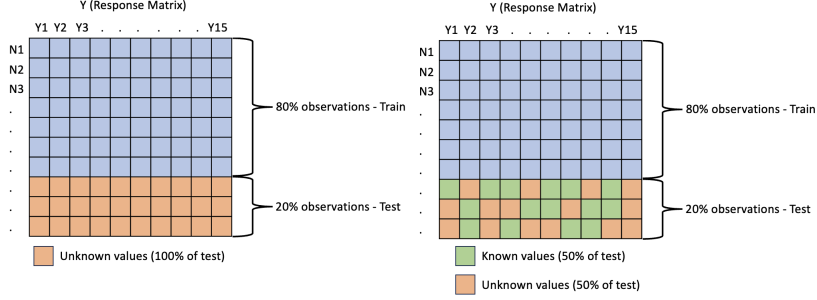 Y (Response Matrix)
Y1 Y2 Y3 . . . . . . Y15
N1
N2
N3
.
.
.
.
.
.
.
80% observations - Train
20% observations - Test
Unknown values (100% of test)
Y (Response Matrix)
Y1 Y2 Y3 . . . . . . Y15
N1
N2
N3
.
.
.
.
.
.
.
80% observations - Train
20% observations - Test
Known values (50% of test)
Unknown values (50% of test)